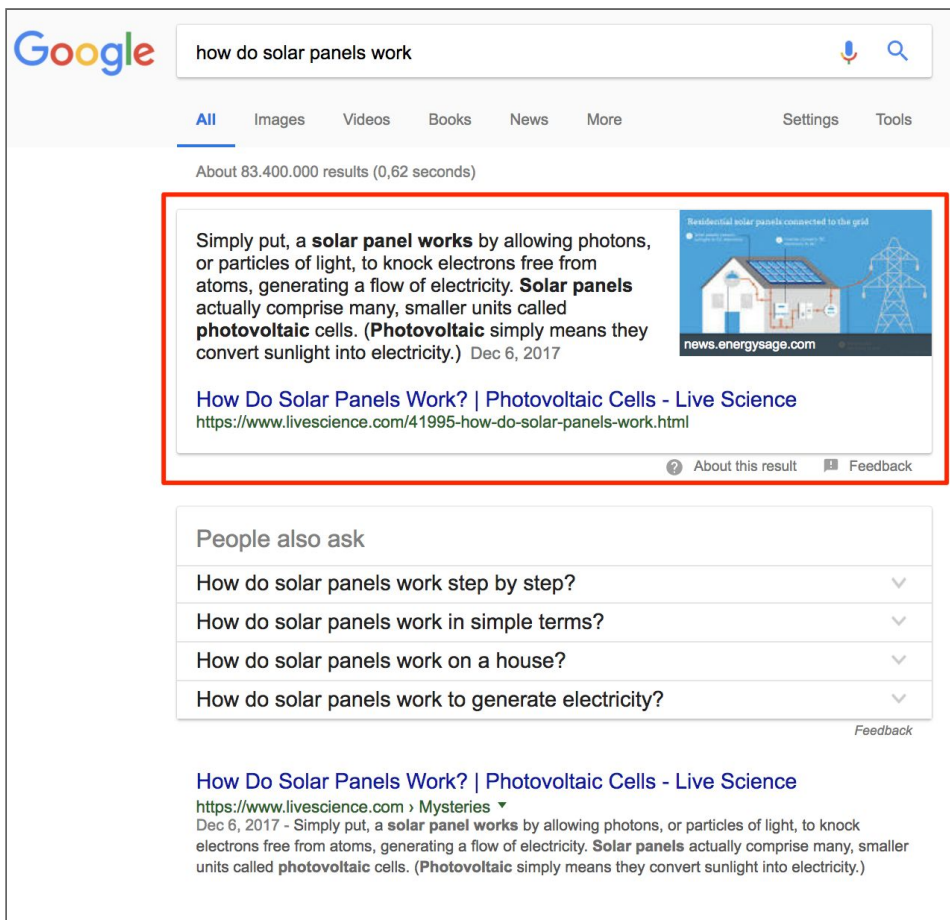 Google
how do solar panels work
All Images Videos Books News More Settings Tools
About 83.400.000 results (0,62 seconds)
Simply put, a solar panel works by allowing photons,
or particles of light, to knock electrons free from
atoms, generating a flow of electricity. Solar panels
actually comprise many, smaller units called
photovoltaic cells. (Photovoltaic simply means they
convert sunlight into electricity.) Dec 6, 2017
Residential solar panels connected to the grid
news.energysage.com
How Do Solar Panels Work? | Photovoltaic Cells - Live Science
https://www.livescience.com/41995-how-do-solar-panels-work.html
About this result Feedback
People also ask
How do solar panels work step by step?
How do solar panels work in simple terms?
How do solar panels work on a house?
How do solar panels work to generate electricity?
Feedback
How Do Solar Panels Work? | Photovoltaic Cells - Live Science
https://www.livescience.com › Mysteries
Dec 6, 2017 - Simply put, a solar panel works by allowing photons, or particles of light, to knock
electrons free from atoms, generating a flow of electricity. Solar panels actually comprise many, smaller
units called photovoltaic cells. (Photovoltaic simply means they convert sunlight into electricity.)